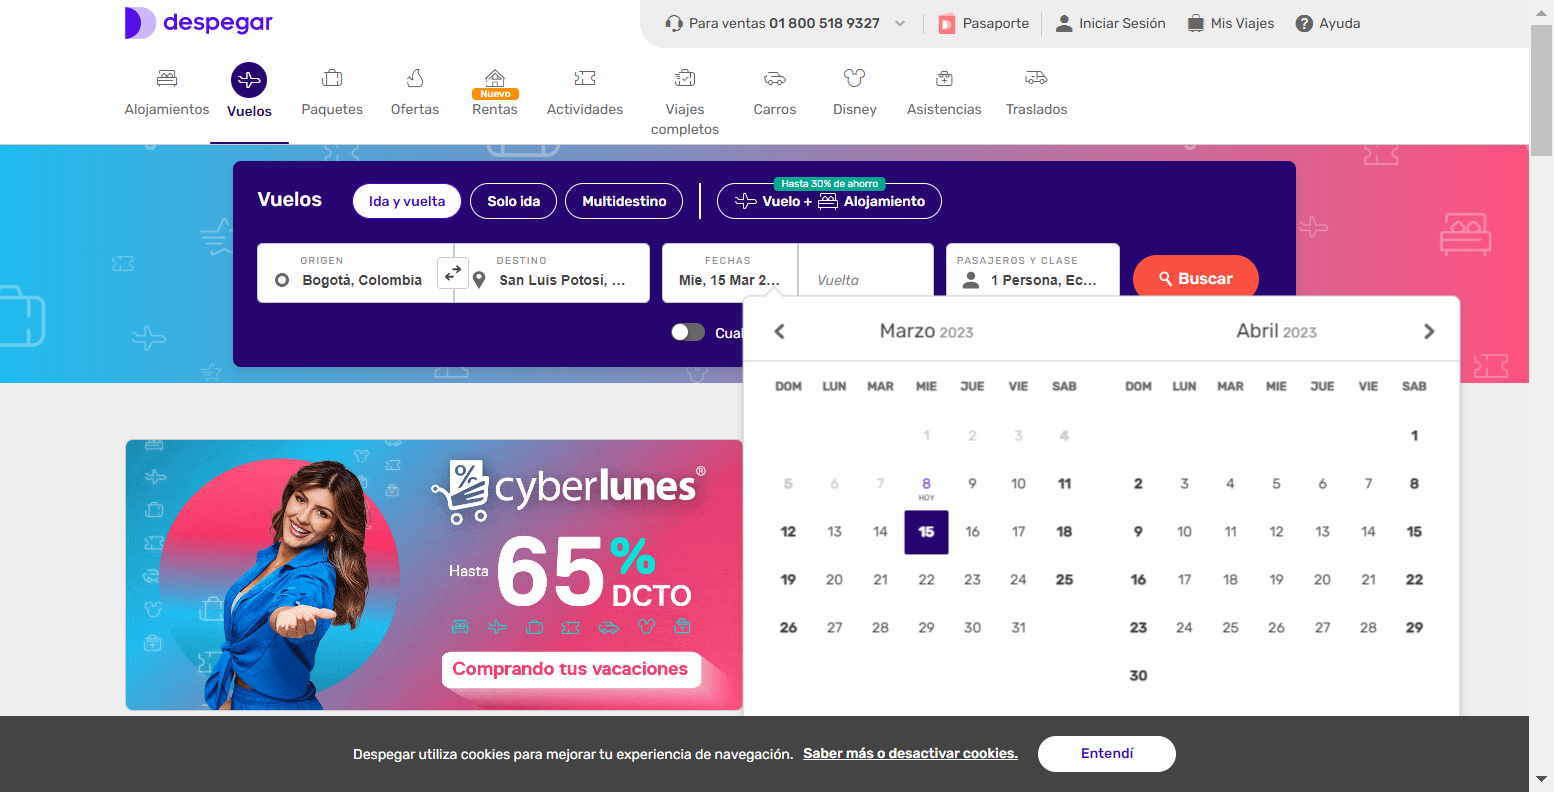 despegar
Para ventas 01 800 518 9327
Pasaporte
Iniciar Sesión
Mis Viajes
Ayuda
Alojamientos
Vuelos
Paquetes
Ofertas
Nuevo
Rentas
Actividades
Viajes
completos
Carros
Disney
Asistencias
Traslados
Vuelos
Ida y vuelta
Solo ida
Multidestino
Hasta 30% de ahorro
Vuelo + Alojamiento
ORIGEN
Bogotá, Colombia
DESTINO
San Luis Potosí, ...
FECHAS
Mie, 15 Mar 2...
Vuelta
PASAJEROS Y CLASE
1 Persona, Ec...
Buscar
Cual
Marzo 2023
DOM LUN MAR MIE JUE VIE SAB
1 2 3 4
5 6 7 8 9 10 11
HOY
12 13 14 15 16 17 18
19 20 21 22 23 24 25
26 27 28 29 30 31
Abril 2023
DOM LUN MAR MIE JUE VIE SAB
1
2 3 4 5 6 7 8
9 10 11 12 13 14 15
16 17 18 19 20 21 22
23 24 25 26 27 28 29
30
% cyberlunes®
Hasta 65% DCTO
Comprando tus vacaciones
Despegar utiliza cookies para mejorar tu experiencia de navegación. Saber más o desactivar cookies.
Entendí